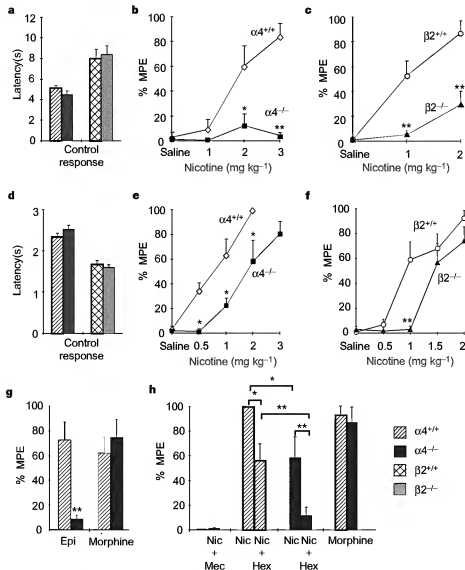 a
Latency(s)
12
10
8
6
4
2
0
Control
response
b
% MPE
100
80
60
40
20
0
α4+/+
α4−/−
*
**
Saline 1 2 3
Nicotine (mg kg−1)
c
% MPE
100
80
60
40
20
0
β2+/+
β2−/−
**
**
Saline 1 2
Nicotine (mg kg−1)
d
Latency(s)
3
2
1
0
Control
response
e
% MPE
100
80
60
40
20
0
α4+/+
α4−/−
*
*
*
Saline 0.5 1 2 3
Nicotine (mg kg−1)
f
% MPE
100
80
60
40
20
0
β2+/+
β2−/−
**
Saline 0.5 1 1.5 2
Nicotine (mg kg−1)
g
% MPE
100
80
60
40
20
0
**
Epi Morphine
h
% MPE
100
80
60
40
20
0
*
*
**
**
Nic Nic Nic Nic Nic Morphine
+ + +
Mec Hex Hex
α4+/+
α4−/−
β2+/+
β2−/−